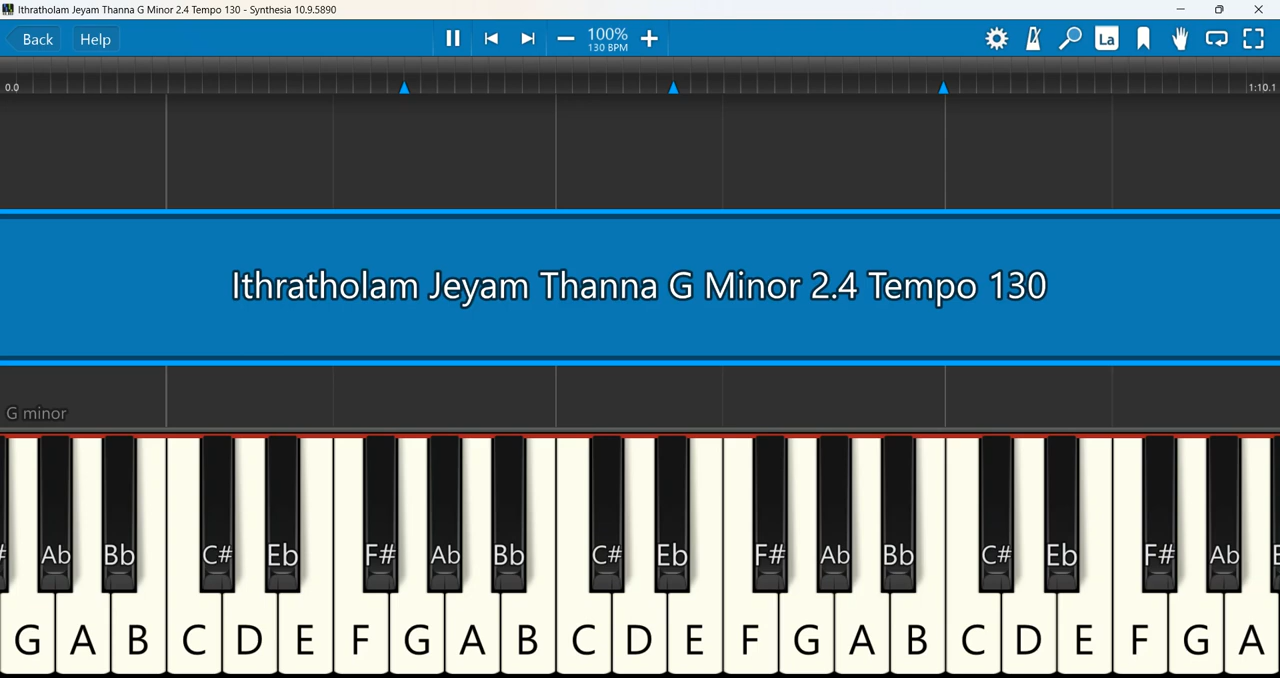 Ithratholam Jeyam Thanna G Minor 2.4 Tempo 130 - Synthesia 10.9.5890
Back Help 100% La
130 BPM
0.0 1:10.1
Ithratholam Jeyam Thanna G Minor 2.4 Tempo 130
G minor
# Ab Bb C# Eb F# Ab Bb C# Eb F# Ab Bb C# Eb F# Ab E
G A B C D E F G A B C D E F G A B C D E F G A